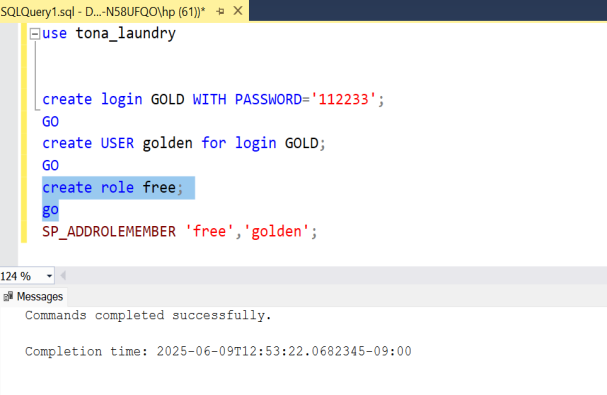 SQLQuery1.sql - D...-N58UFQO\hp (61))*
use tona_laundry
create login GOLD WITH PASSWORD='112233';
GO
create USER golden for login GOLD;
GO
create role free;
go
SP_ADDROLEMEMBER 'free','golden';
124 %
Messages
Commands completed successfully.
Completion time: 2025-06-09T12:53:22.0682345-09:00